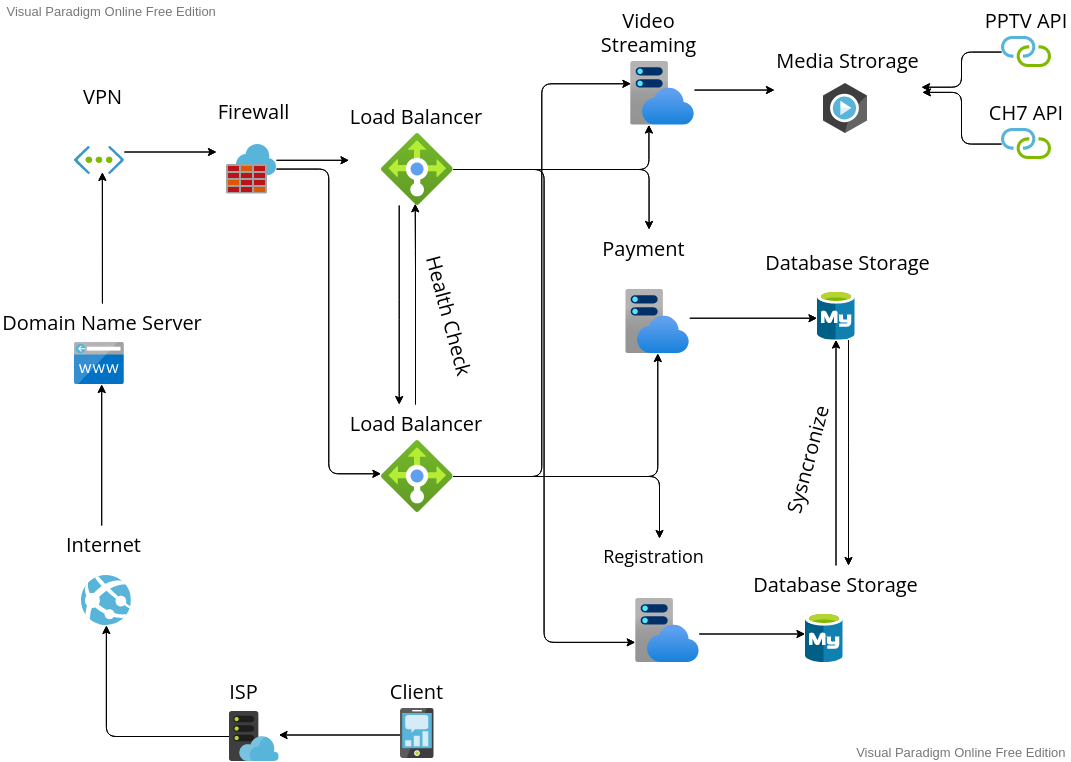 Visual Paradigm Online Free Edition
Video
Streaming
PPTV API
Media Strorage
VPN
Firewall
Load Balancer
CH7 API
Payment
Database Storage
My
Health Check
Domain Name Server
www
Load Balancer
Sysncronize
Internet
Registration
Database Storage
My
ISP
Client
Visual Paradigm Online Free Edition